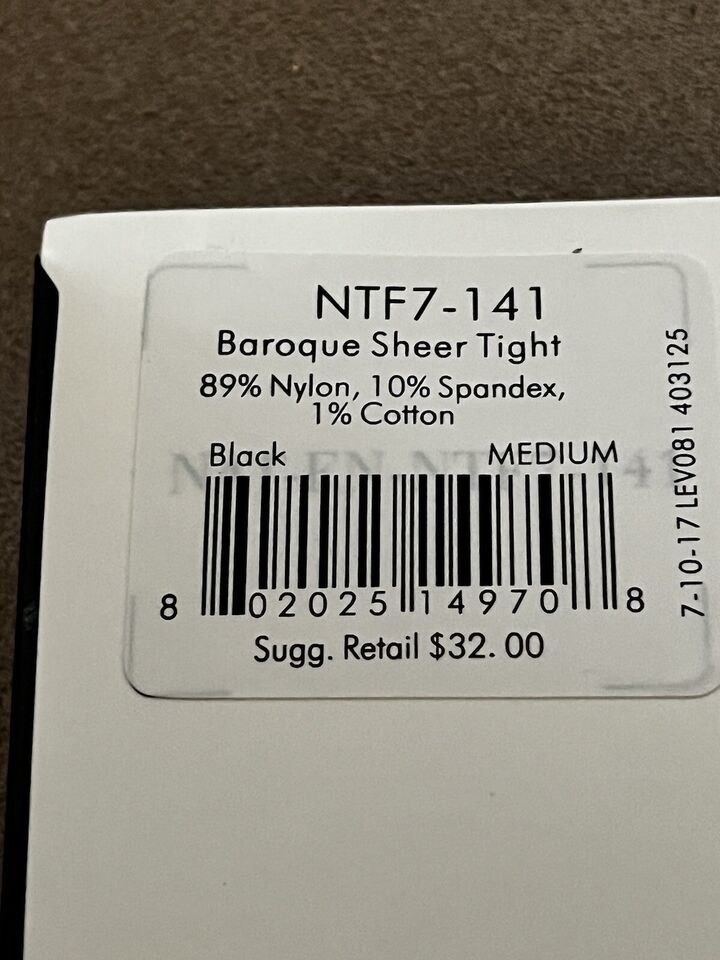 NTF7-141
Baroque Sheer Tight
89% Nylon, 10% Spandex,
1% Cotton
Black MEDIUM
8 02025 14970 8
Sugg. Retail $32.00
7-10-17 LEV081 403125